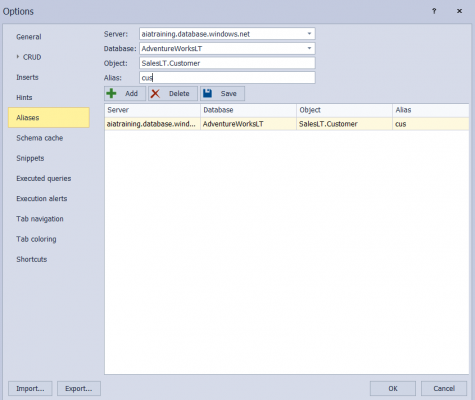 Options
?
General
CRUD
Inserts
Hints
Aliases
Schema cache
Snippets
Executed queries
Execution alerts
Tab navigation
Tab coloring
Shortcuts
Server: aiatraining.database.windows.net
Database: AdventureWorksLT
Object: SalesLT.Customer
Alias: cus
Add Delete Save
Server Database Object Alias
aiatraining.database.wind... AdventureWorksLT SalesLT.Customer cus
Import... Export... OK Cancel